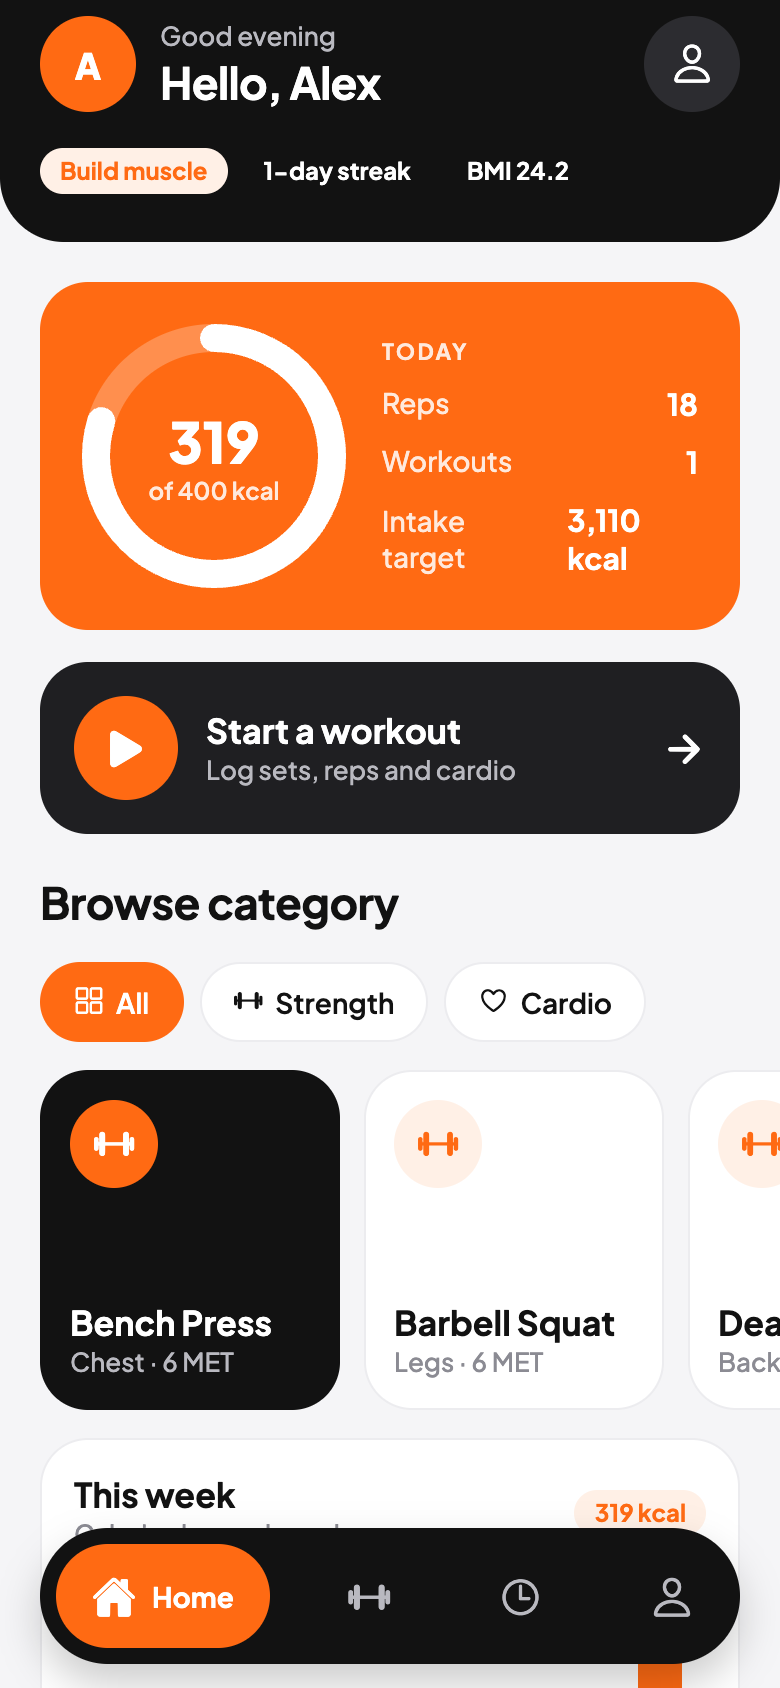 A
Good evening
Hello, Alex
Build muscle
1-day streak
BMI 24.2
319
of 400 kcal
TODAY
Reps 18
Workouts 1
Intake target
3,110 kcal
Start a workout
Log sets, reps and cardio
Browse category
All
Strength
Cardio
Bench Press
Chest · 6 MET
Barbell Squat
Legs · 6 MET
Dea
Back
This week
319 kcal
Home